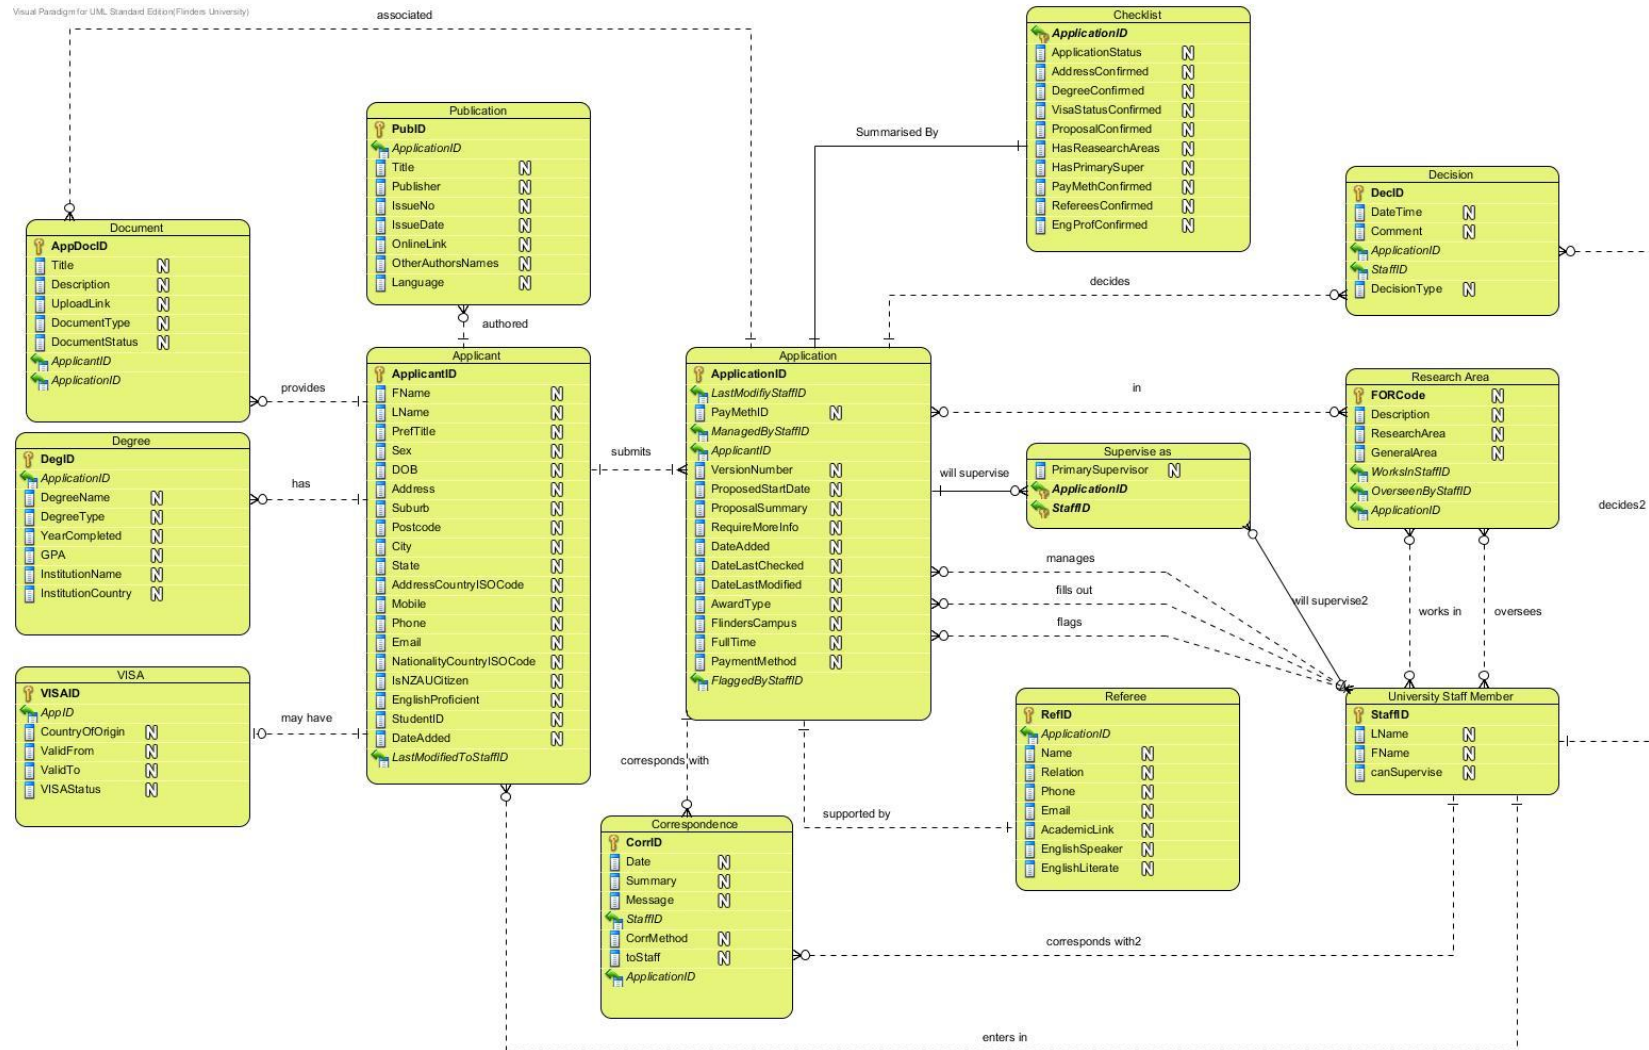 Visual Paradigm for UML Standard Edition(Flinders University)
associated
Checklist
ApplicationID
ApplicationStatus N
AddressConfirmed N
DegreeConfirmed N
VisaStatusConfirmed N
ProposalConfirmed N
HasReasearchAreas N
HasPrimarySuper N
PayMethConfirmed N
RefereesConfirmed N
EngProfConfirmed N
Summarised By
Publication
PubID
ApplicationID
Title N
Publisher N
IssueNo N
IssueDate N
OnlineLink N
OtherAuthorsNames N
Language N
authored
Decision
DecID
DateTime N
Comment N
ApplicationID
StaffID
DecisionType N
decides
Document
AppDocID
Title N
Description N
UploadLink N
DocumentType N
DocumentStatus N
ApplicantID
ApplicationID
provides
Applicant
ApplicantID
FName N
LName N
PrefTitle N
Sex N
DOB N
Address N
Suburb N
Postcode N
City N
State N
AddressCountryISOCode N
Mobile N
Phone N
Email N
NationalityCountryISOCode N
IsNZAUCitizen N
EnglishProficient N
StudentID N
DateAdded N
LastModifiedToStaffID
submits
Application
ApplicationID
LastModifiyStaffID
PayMethID N
ManagedByStaffID
ApplicantID
VersionNumber N
ProposedStartDate N
ProposalSummary N
RequireMoreInfo N
DateAdded N
DateLastChecked N
DateLastModified N
AwardType N
FlindersCampus N
FullTime N
PaymentMethod N
FlaggedByStaffID
in
Research Area
FORCode N
Description N
ResearchArea N
GeneralArea N
WorksInStaffID
OverseenByStaffID
ApplicationID
Degree
DegID
ApplicationID
DegreeName N
DegreeType N
YearCompleted N
GPA N
InstitutionName N
InstitutionCountry N
has
will supervise
Supervise as
PrimarySupervisor N
ApplicationID
StaffID
decides2
manages
fills out
flags
will supervise2
works in
oversees
VISA
VISAID
AppID
CountryOfOrigin N
ValidFrom N
ValidTo N
VISAStatus N
may have
University Staff Member
StaffID
LName N
FName N
canSupervise N
Referee
RefID
ApplicationID
Name N
Relation N
Phone N
Email N
AcademicLink N
EnglishSpeaker N
EnglishLiterate N
corresponds with
supported by
Correspondence
CorrID
Date N
Summary N
Message N
StaffID
CorrMethod N
toStaff N
ApplicationID
corresponds with2
enters in